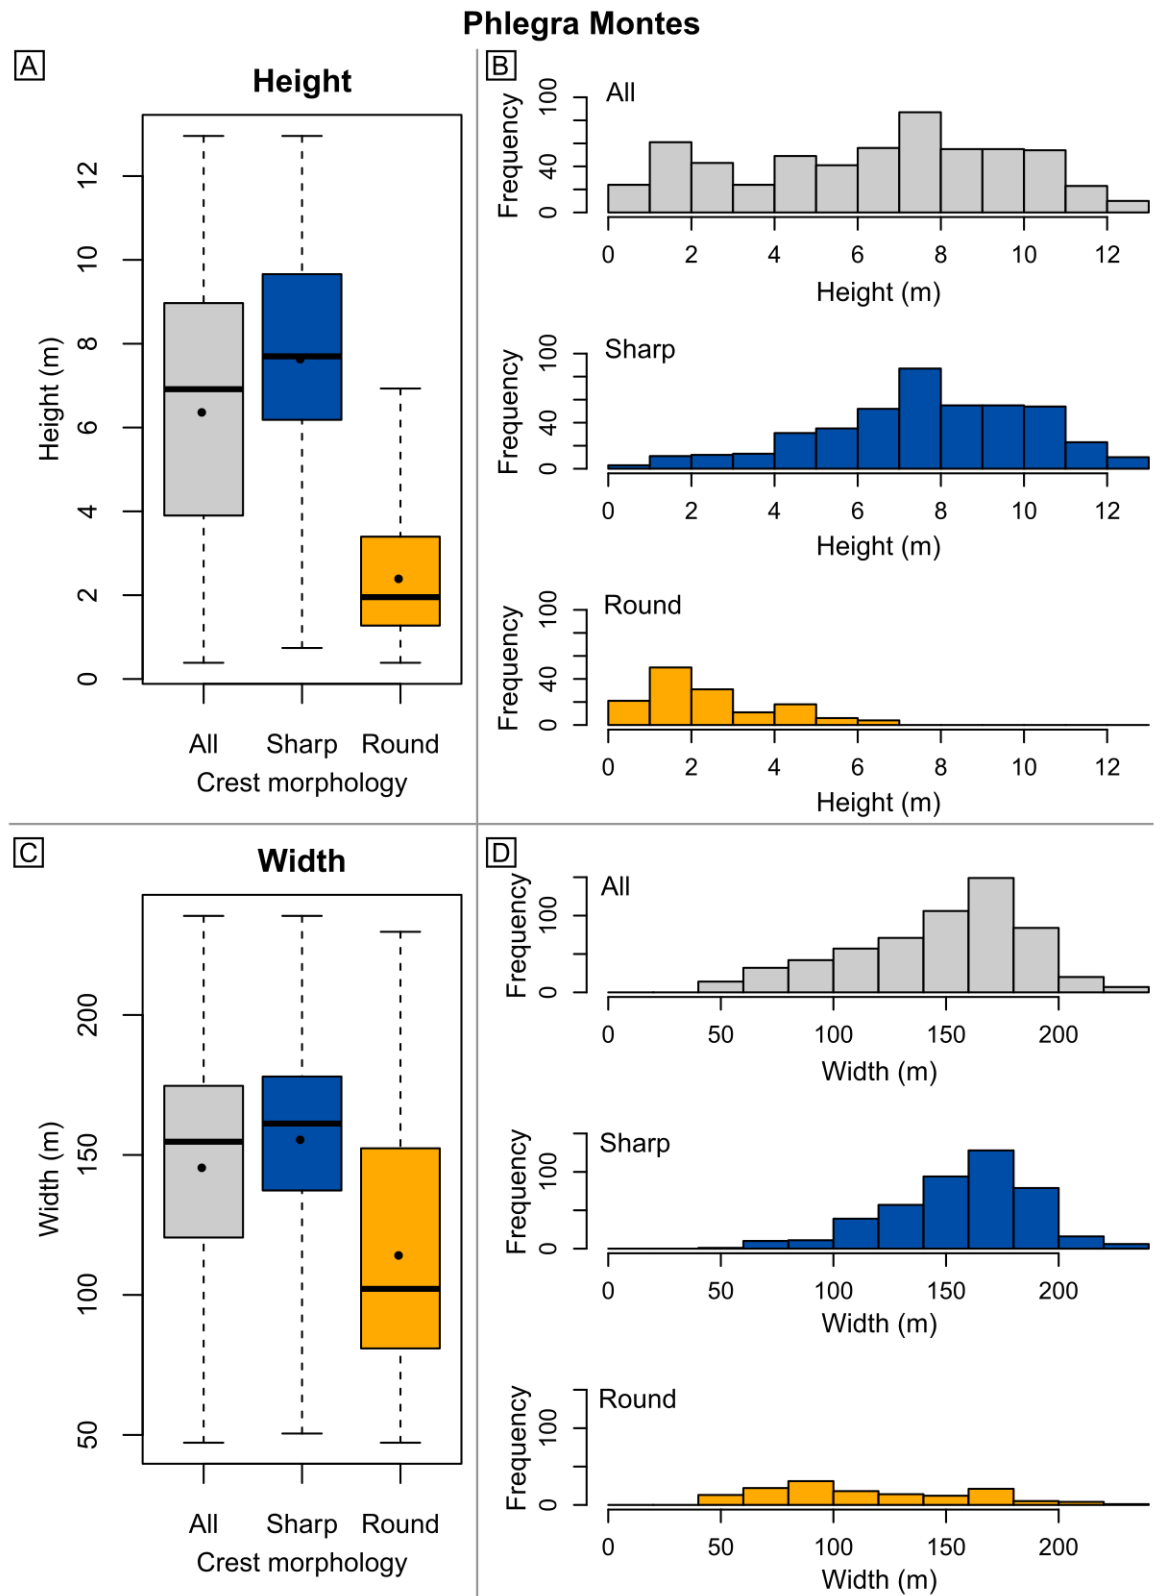 Phlegra Montes
A
Height
12
10
8
6
4
2
0
Height (m)
All Sharp Round
Crest morphology
B
All
Frequency
100
40
0
0 2 4 6 8 10 12
Height (m)
Sharp
Frequency
100
40
0
0 2 4 6 8 10 12
Height (m)
Round
Frequency
100
40
0
0 2 4 6 8 10 12
Height (m)
C
Width
200
150
100
50
Width (m)
All Sharp Round
Crest morphology
D
All
Frequency
100
0
0 50 100 150 200
Width (m)
Sharp
Frequency
100
0
0 50 100 150 200
Width (m)
Round
Frequency
100
0
0 50 100 150 200
Width (m)